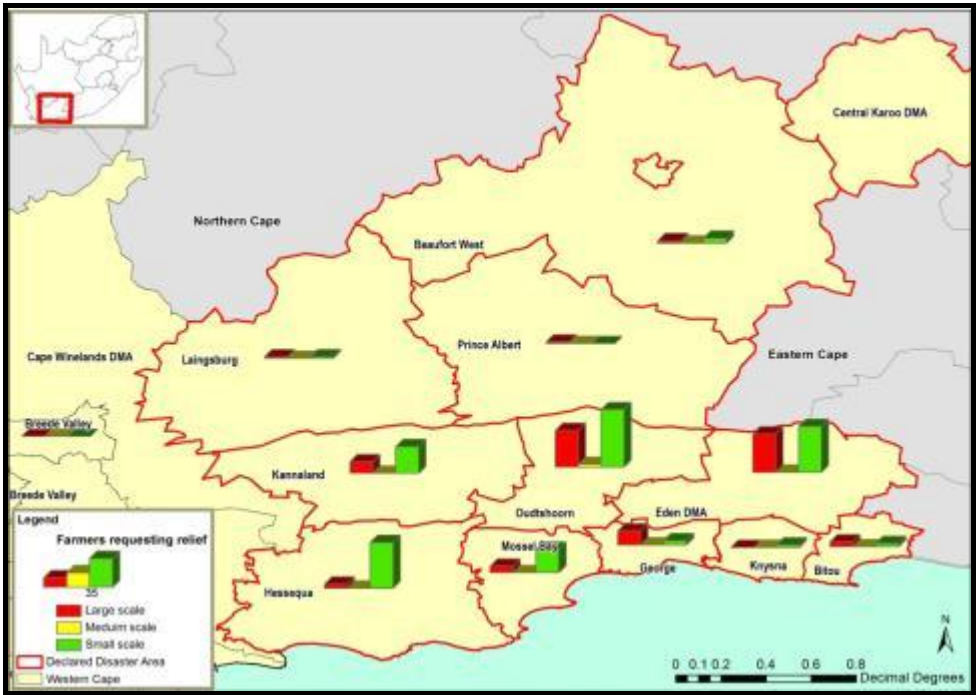 Central Karoo DMA
Northern Cape
Beaufort West
Cape Winelands DMA
Laingsburg
Prince Albert
Eastern Cape
Breede Valley
Kannaland
Breede Valley
Oudtshoorn
Eden DMA
Legend
Farmers requesting relief
35
Large scale
Meduim scale
Small scale
Declared Disaster Area
Western Cape
Mossel Bay
Hessequa
George
Knysna
Bitou
N
0 0.1 0.2 0.4 0.6 0.8
Decimal Degrees